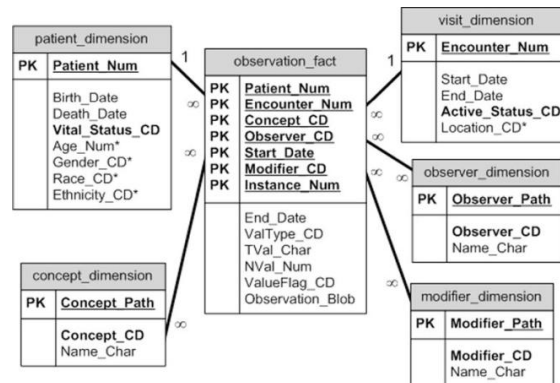 patient_dimension
PK Patient_Num
Birth_Date
Death_Date
Vital_Status_CD
Age_Num*
Gender_CD*
Race_CD*
Ethnicity_CD*
1
∞
∞
concept_dimension
PK Concept_Path
Concept_CD
Name_Char
∞
observation_fact
PK Patient_Num
PK Encounter_Num
PK Concept_CD
PK Observer_CD
PK Start_Date
PK Modifier_CD
PK Instance_Num
End_Date
ValType_CD
TVal_Char
NVal_Num
ValueFlag_CD
Observation_Blob
1
∞
∞
∞
∞
∞
visit_dimension
PK Encounter_Num
Start_Date
End_Date
Active_Status_CD
Location_CD*
observer_dimension
PK Observer_Path
Observer_CD
Name_Char
modifier_dimension
PK Modifier_Path
Modifier_CD
Name_Char